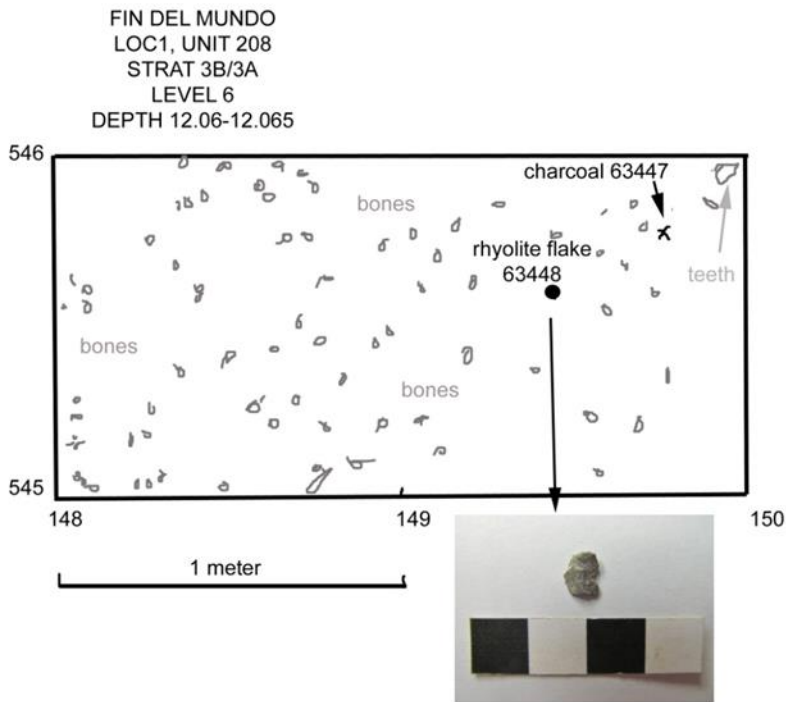 FIN DEL MUNDO
LOC1, UNIT 208
STRAT 3B/3A
LEVEL 6
DEPTH 12.06-12.065
546
charcoal 63447
bones
rhyolite flake
63448
teeth
bones
bones
545
148
149
150
1 meter